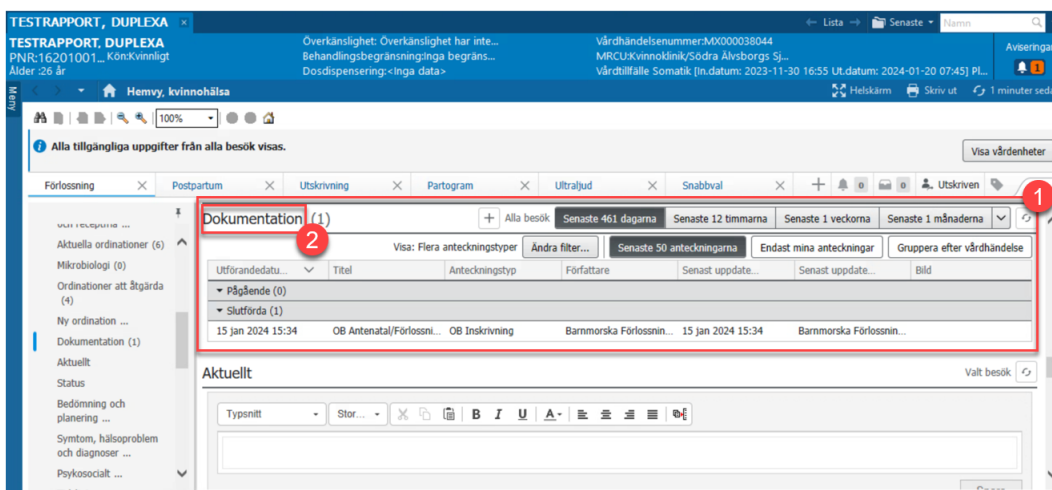 TESTRAPPORT, DUPLEXA ×
← Lista → Senaste Namn
TESTRAPPORT, DUPLEXA
PNR:16201001... Kön:Kvinnligt
Ålder :26 år
Överkänslighet: Överkänslighet har inte...
Behandlingsbegränsning:Inga begräns...
Dosdispensering:<Inga data>
Vårdhändelsenummer:MX000038044
MRCU:Kvinnoklinik/Södra Älvsborgs Sj...
Vårdtillfälle Somatik [In.datum: 2023-11-30 16:55 Ut.datum: 2024-01-20 07:45] Pl...
Aviseringar
1
Meny
Hemvy, kvinnohälsa
Helskärm Skriv ut 1 minuter seda
100%
Alla tillgängliga uppgifter från alla besök visas.
Visa vårdenheter
Förlossning × Postpartum × Utskrivning × Partogram × Ultraljud × Snabbval × + 0 0 Utskriven
1
Aktuella ordinationer (6)
Mikrobiologi (0)
Ordinationer att åtgärda
(4)
Ny ordination ...
Dokumentation (1)
Aktuellt
Status
Bedömning och
planering ...
Symtom, hälsoproblem
och diagnoser ...
Psykosocialt ...
Dokumentation (1)
2
+ Alla besök Senaste 461 dagarna Senaste 12 timmarna Senaste 1 veckorna Senaste 1 månaderna
Visa: Flera anteckningstyper Ändra filter... Senaste 50 anteckningarna Endast mina anteckningar Gruppera efter vårdhändelse
Utförandedatu... Titel Anteckningstyp Författare Senast uppdate... Senast uppdate... Bild
Pågående (0)
Slutförda (1)
15 jan 2024 15:34 OB Antenatal/Förlossni... OB Inskrivning Barnmorska Förlossnin... 15 jan 2024 15:34 Barnmorska Förlossnin...
Aktuellt
Valt besök
Typsnitt Stor... B I U A